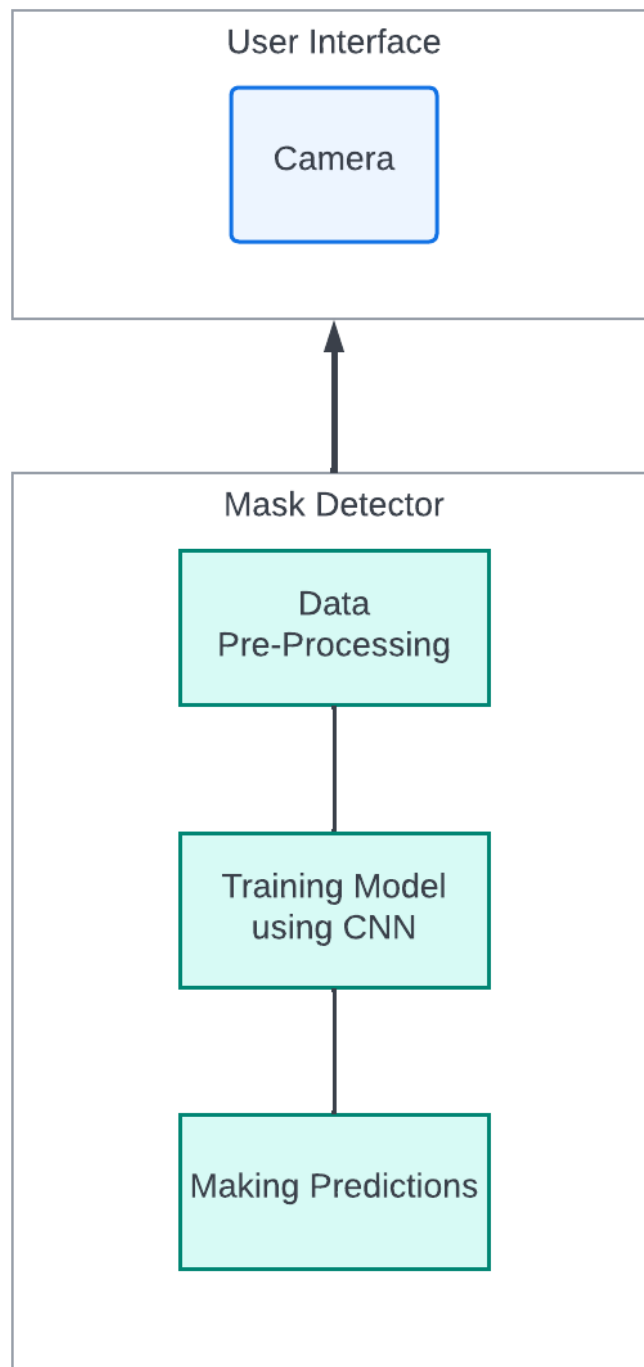 User Interface
Camera
Mask Detector
Data
Pre-Processing
Training Model
using CNN
Making Predictions